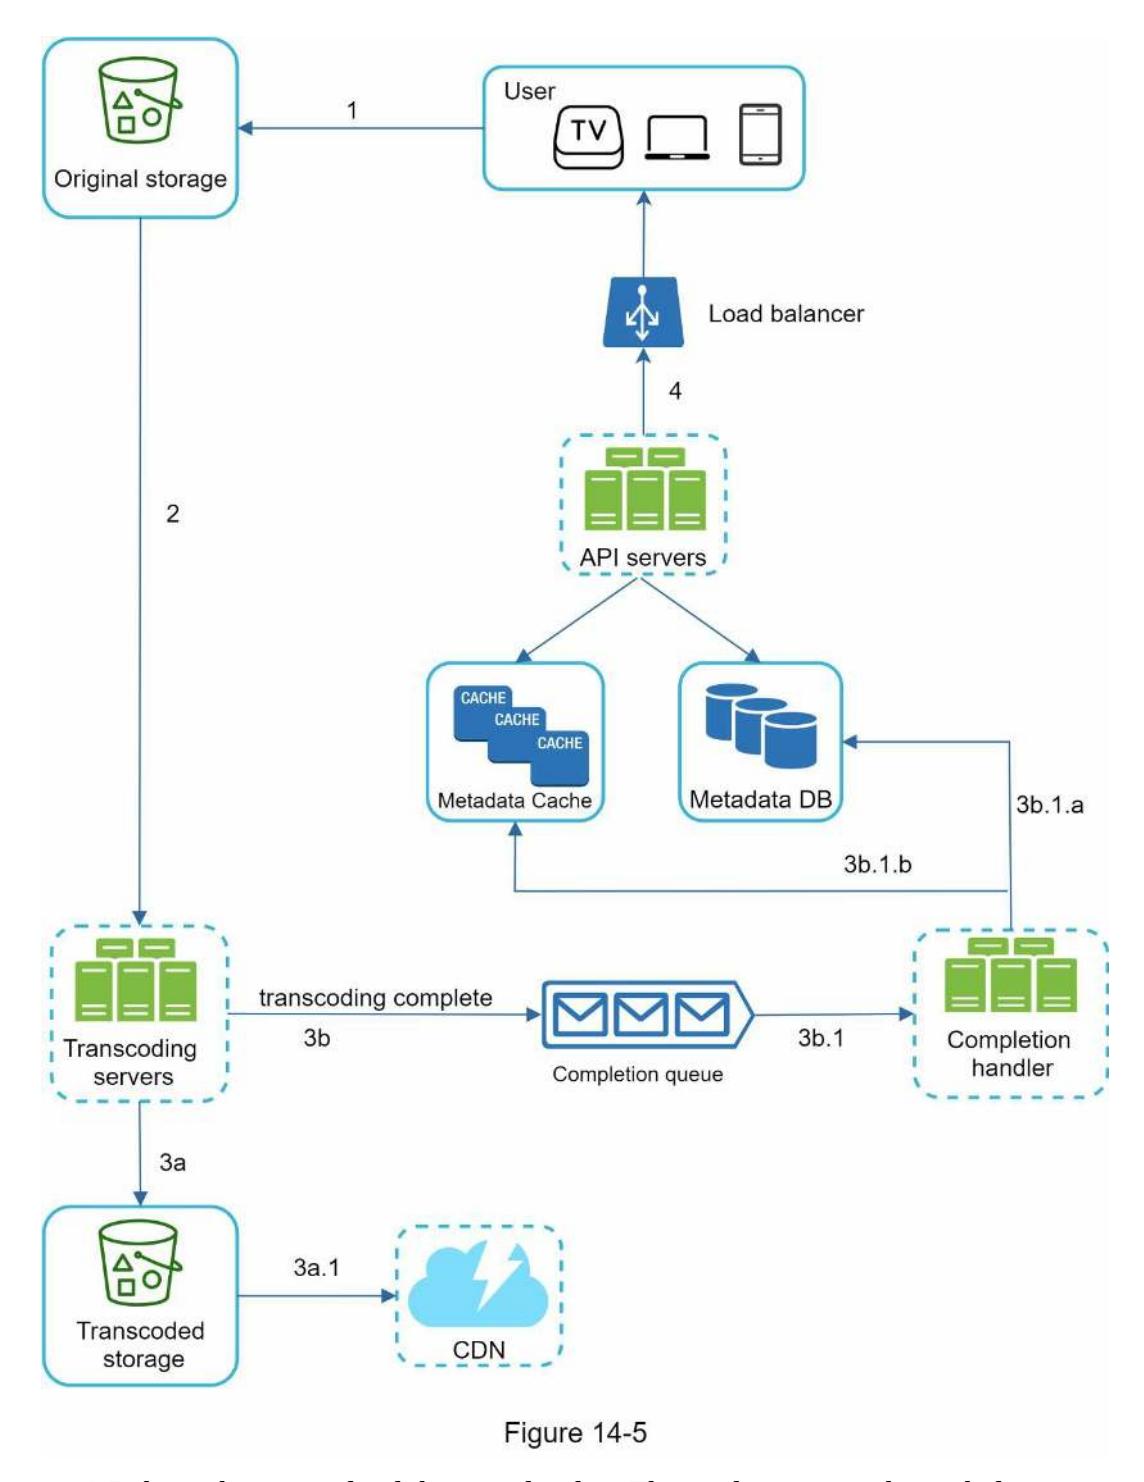 User
TV
1
Original storage
Load balancer
4
2
API servers
CACHE
CACHE
CACHE
Metadata Cache
Metadata DB
3b.1.a
3b.1.b
transcoding complete
3b
3b.1
Transcoding
servers
Completion queue
Completion
handler
3a
3a.1
Transcoded
storage
CDN
Figure 14-5